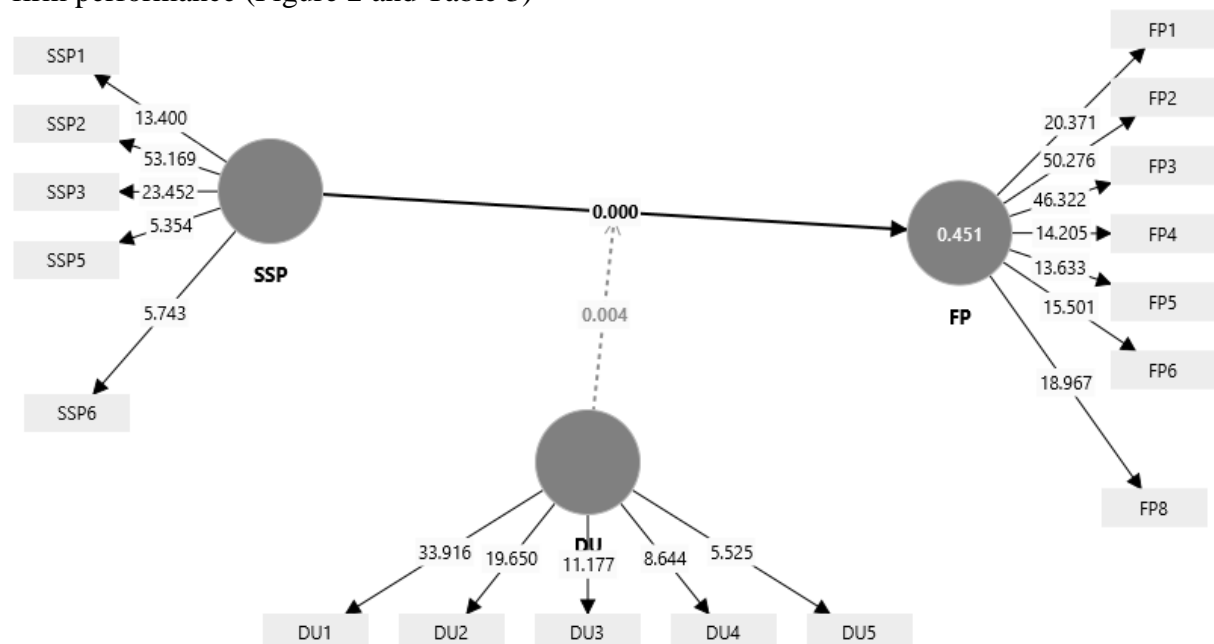 firm performance (Figure 2 and Table
FP1
SSP1
FP2
13.400
20.371
SSP2
53.169
50.276
FP3
SSP3
23.452
46.322
0.000
5.354
14.205
FP4
0.451
SSP5
13.633
SSP
FP5
5.743
15.501
FP
0.004
FP6
18.967
SSP6
FP8
DU
33.916
19.650
11.177
8.644
5.525
DU1
DU2
DU3
DU4
DU5